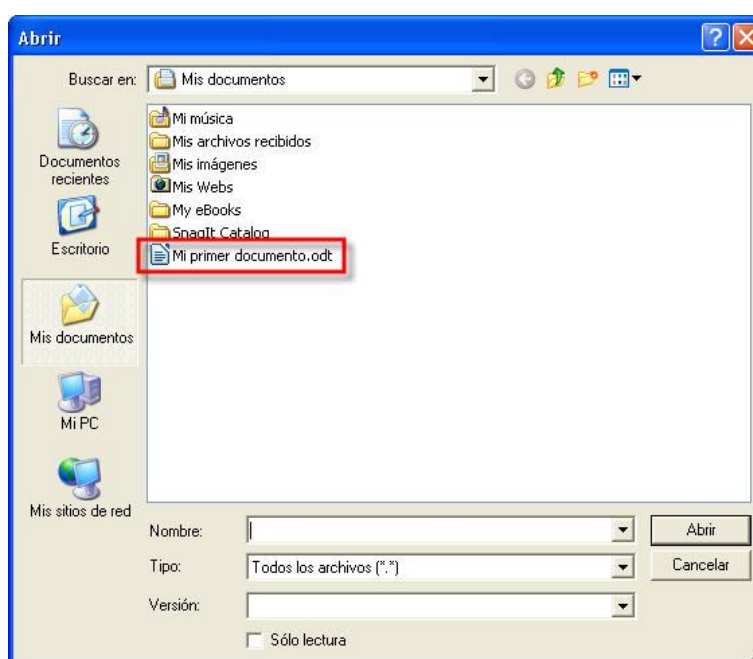 Abrir
Buscar en: Mis documentos
Mi música
Mis archivos recibidos
Mis imágenes
Mis Webs
My eBooks
SnagIt Catalog
Mi primer documento.odt
Documentos
recientes
Escritorio
Mis documentos
Mi PC
Mis sitios de red
Nombre:
Abrir
Tipo: Todos los archivos (*.*)
Cancelar
Versión:
Sólo lectura